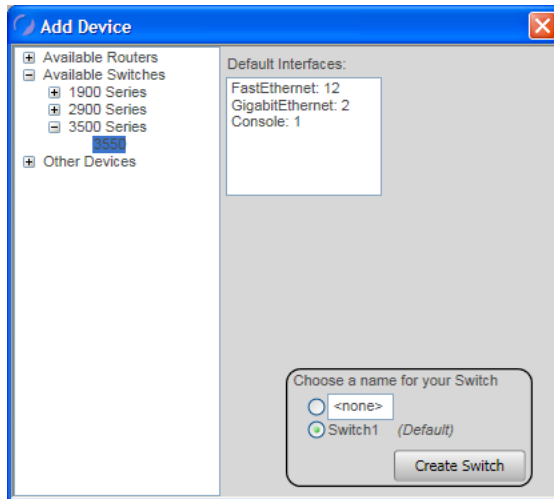 Add Device
Available Routers
Available Switches
1900 Series
2900 Series
3500 Series
3550
Other Devices
Default Interfaces:
FastEthernet: 12
GigabitEthernet: 2
Console: 1
Choose a name for your Switch
<none>
Switch1 (Default)
Create Switch